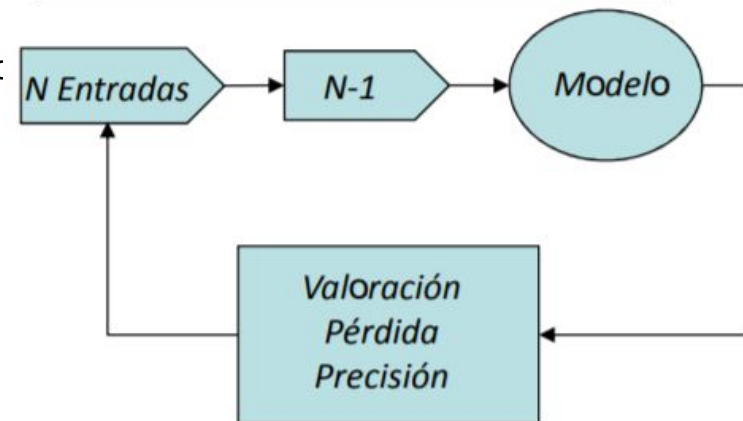 N Entradas
N-1
Modelo
Valoración
Pérdida
Precisión